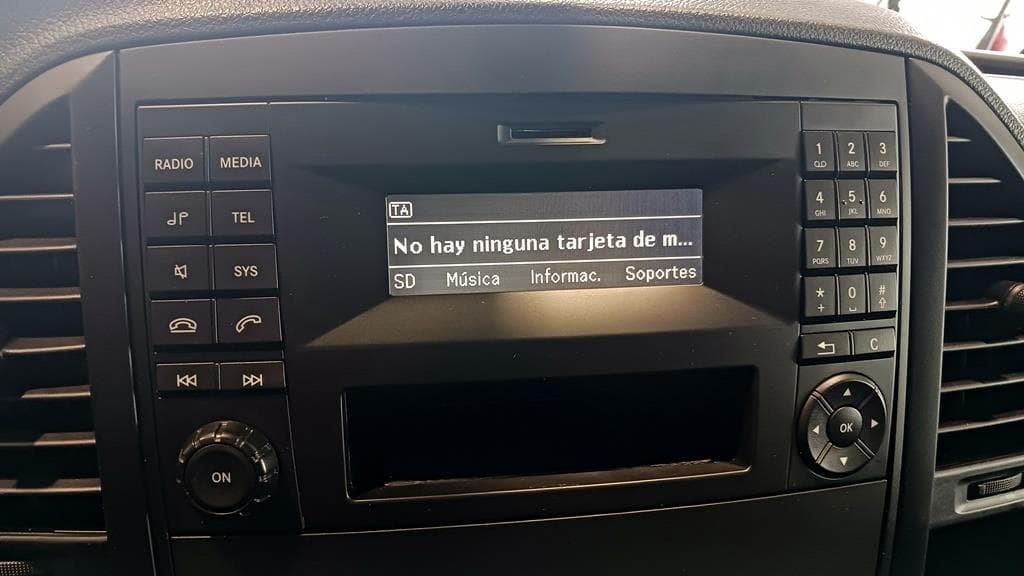 RADIO MEDIA
TEL
SYS
ON
TA
No hay ninguna tarjeta de m...
SD Música Informac. Soportes
1 2 3
ABC DEF
4 5 6
GHI JKL MNO
7 8 9
PQRS TUV WXYZ
* 0 #
+
C
OK